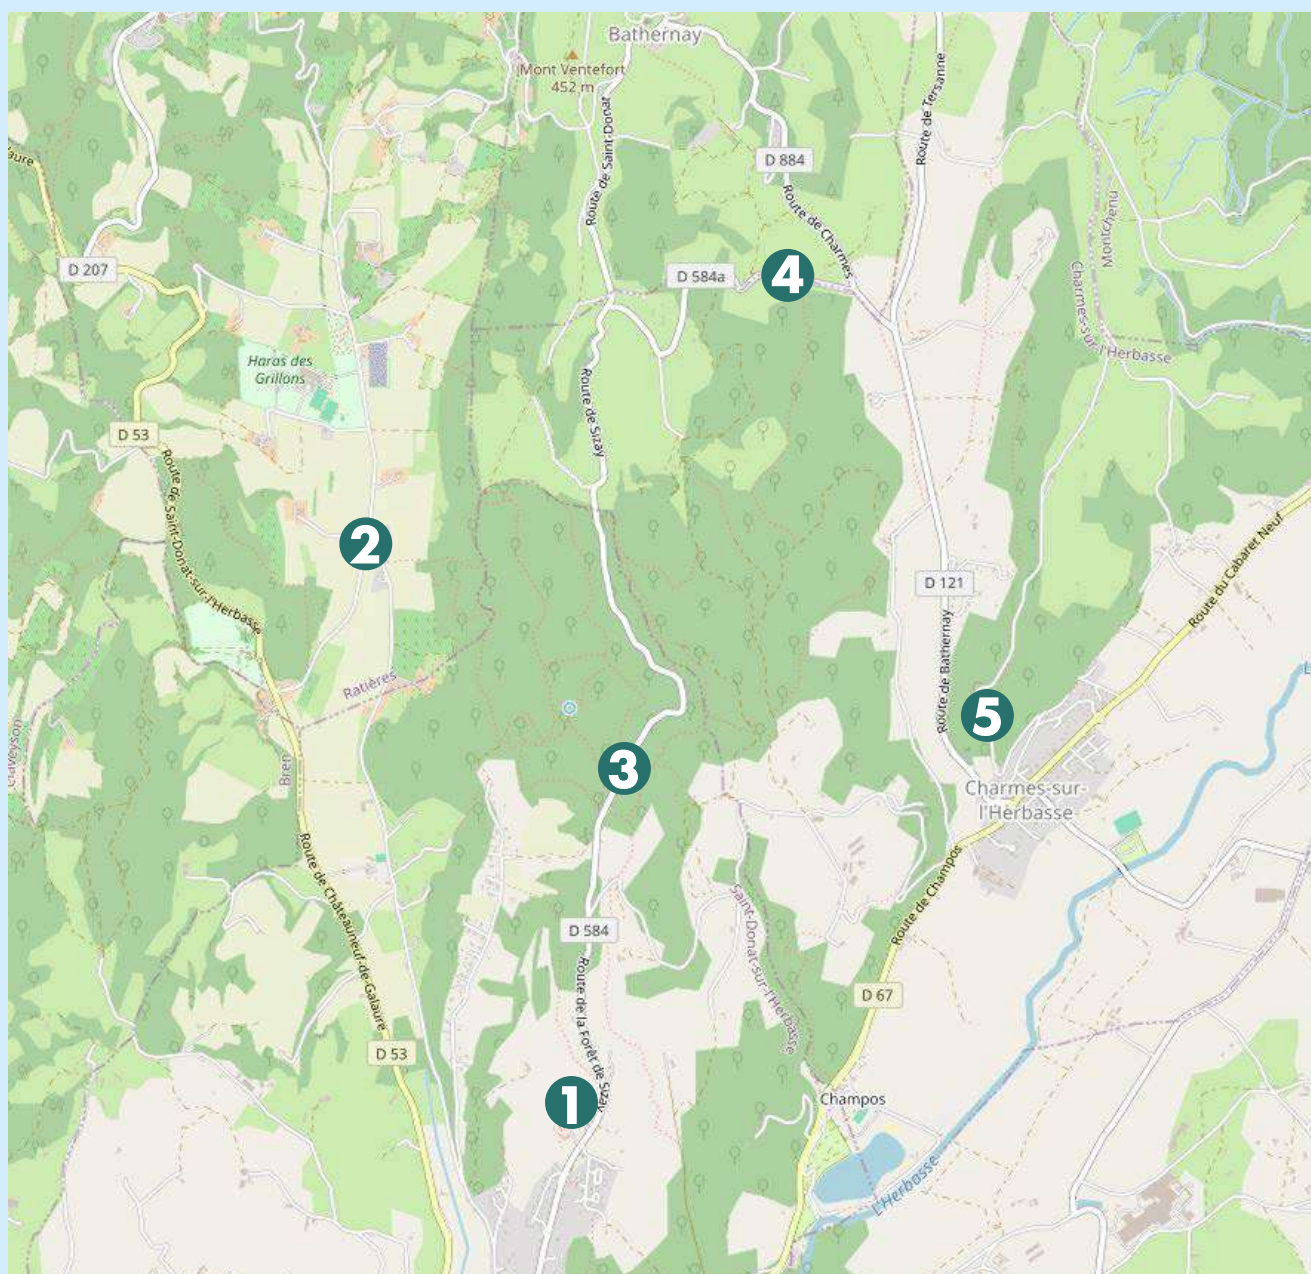 Bathernay
Mont Ventefort
452 m
Route de Saint-Donat
Route de Tersanne
D 884
Route de Charmes
Montchenu
D 207
D 584a
4
Charmes-sur-l'Herbasse
Haras des
Grillons
Route de Sizay
D 53
Route de Saint-Donat-sur-l'Herbasse
2
Route du Cabaret Neuf
D 121
Route de Bathernay
Ratières
5
Claveyson
Bren
3
Charmes-sur-
l'Herbasse
Route de Châteauneuf-de-Galaure
Route de Champos
Saint-Donat-sur-l'Herbasse
D 584
Route de la Forêt de Sizay
D 67
D 53
1
Champos
L'Herbasse